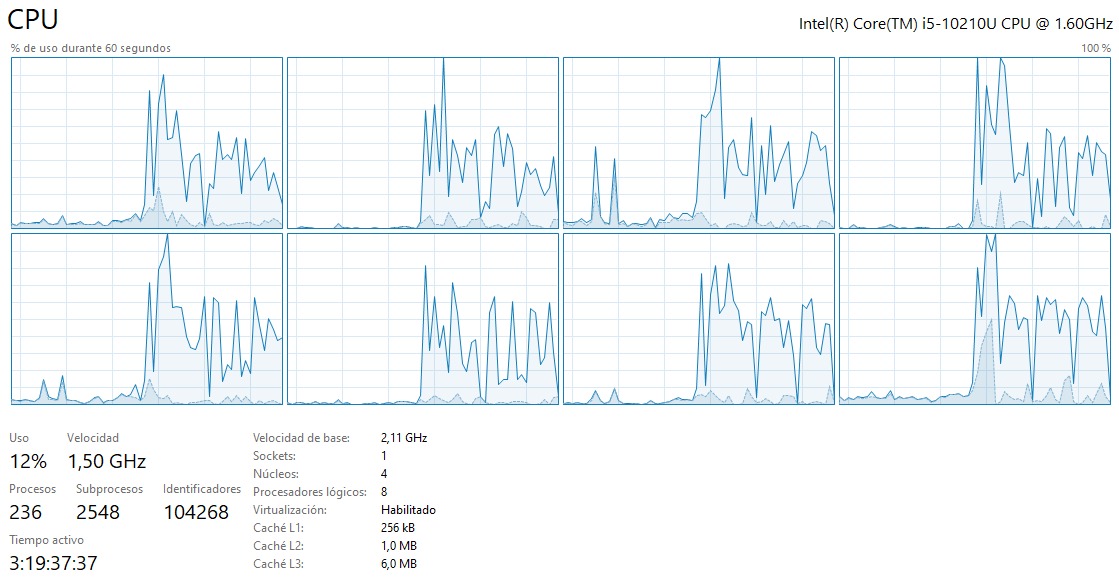 CPU
Intel(R) Core(TM) i5-10210U CPU @ 1.60GHz
% de uso durante 60 segundos
100 %
Uso
Velocidad
12%
1,50 GHz
Procesos
Subprocesos
Identificadores
236
2548
104268
Tiempo activo
3:19:37:37
Velocidad de base: 2,11 GHz
Sockets: 1
Núcleos: 4
Procesadores lógicos: 8
Virtualización: Habilitado
Caché L1: 256 kB
Caché L2: 1,0 MB
Caché L3: 6,0 MB